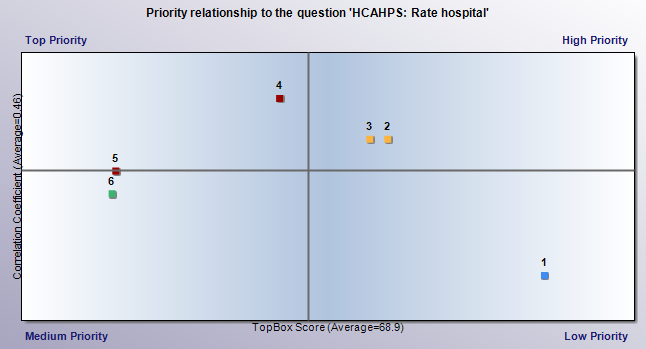 Priority relationship to the question 'HCAHPS: Rate hospital'
Top Priority
High Priority
4
3
2
5
6
1
Correlation Coefficient (Average=0.46)
TopBox Score (Average=68.9)
Medium Priority
Low Priority